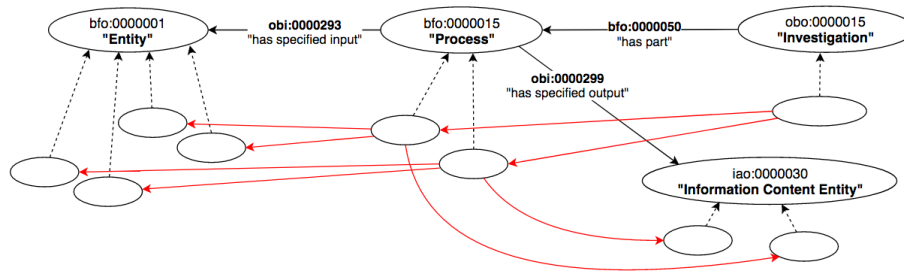 bfo:0000001
"Entity"
obi:0000293
"has specified input"
bfo:0000015
"Process"
bfo:0000050
"has part"
obo:0000015
"Investigation"
obi:0000299
"has specified output"
iao:0000030
"Information Content Entity"